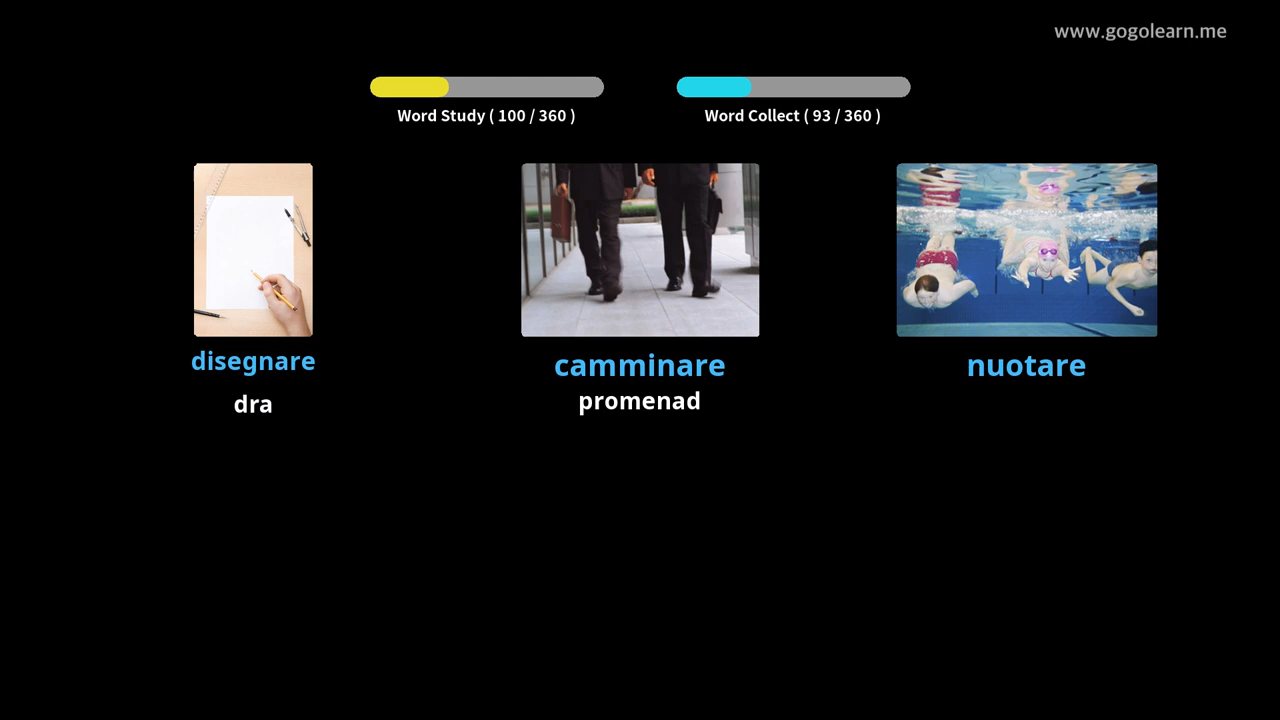 www.gogolearn.me
Word Study ( 100 / 360 )
Word Collect ( 93 / 360 )
disegnare
camminare
nuotare
dra
promenad